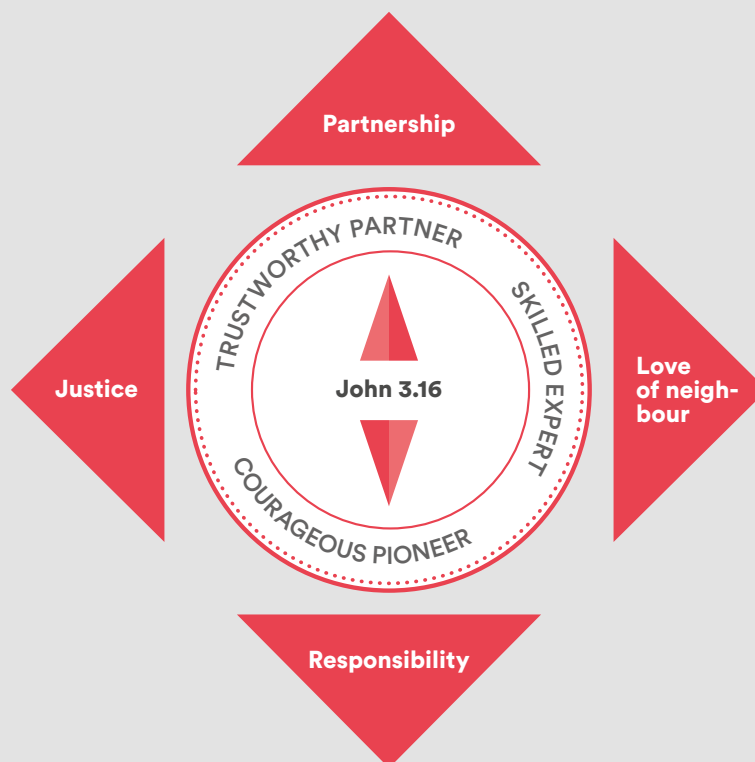 Partnership
TRUSTWORTHY PARTNER
SKILLED EXPERT
Justice
John 3.16
Love
of neigh-
bour
COURAGEOUS PIONEER
Responsibility